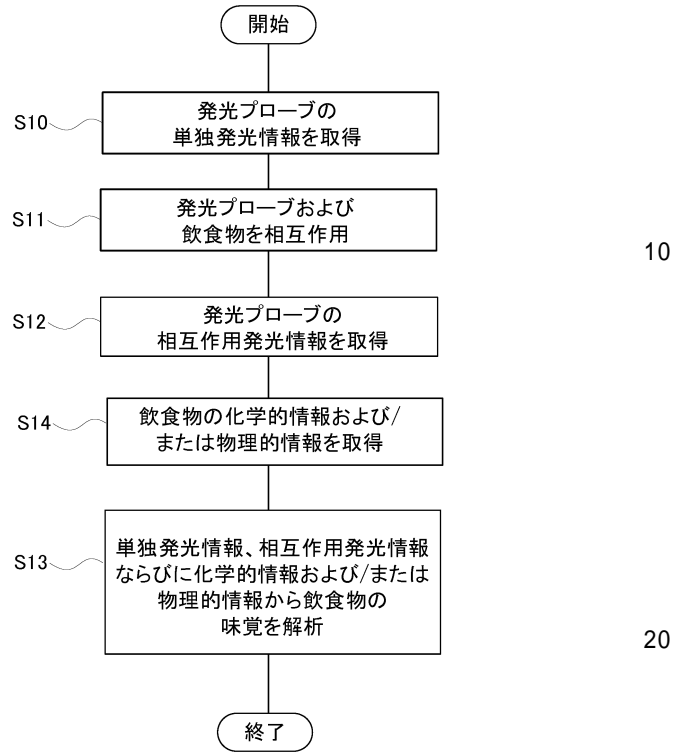 開始
S10
発光プローブの
単独発光情報を取得
S11
発光プローブおよび
飲食物を相互作用
10
S12
発光プローブの
相互作用発光情報を取得
S14
飲食物の化学的情報および/
または物理的情報を取得
S13
単独発光情報、相互作用発光情報
ならびに化学的情報および/または
物理的情報から飲食物の
味覚を解析
20
終了